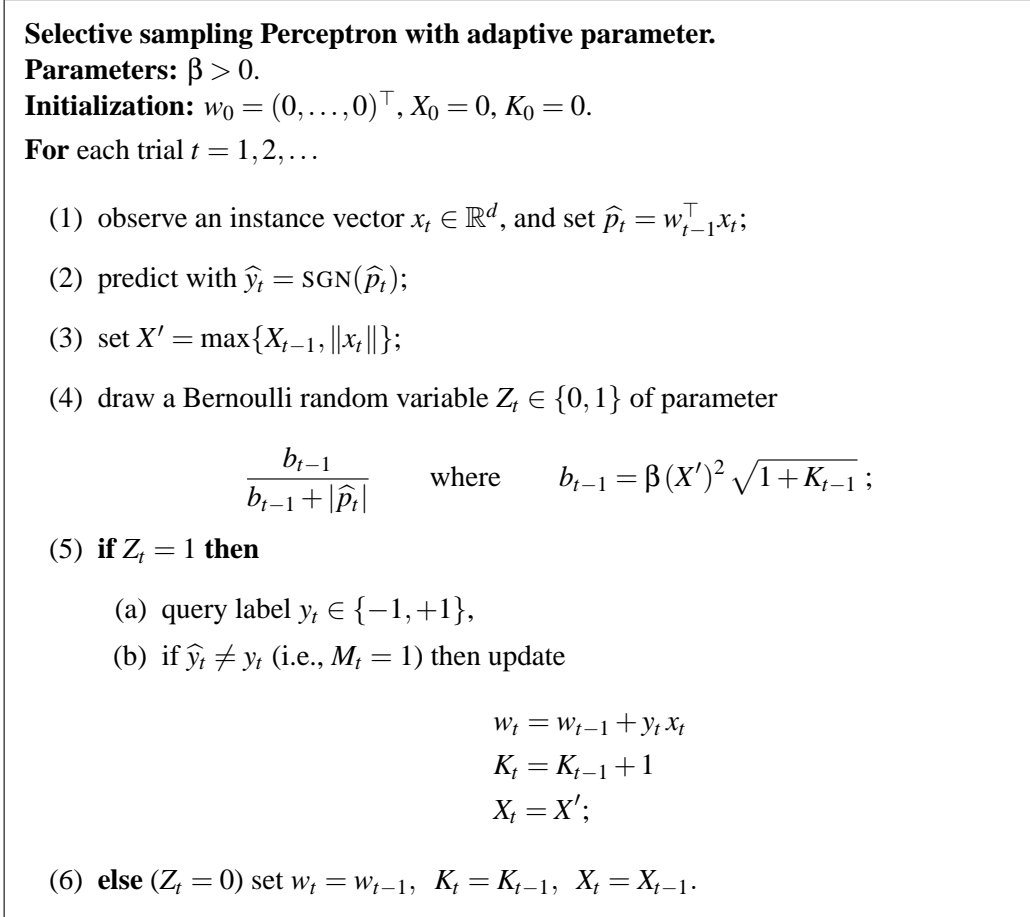 Selective sampling Perceptron with adaptive parameter.
Parameters: β > 0.
Initialization: w₀ = (0,...,0)^⊤, X₀ = 0, K₀ = 0.
For each trial t = 1,2,...
(1) observe an instance vector x_t ∈ ℝ^d, and set p̂_t = w_{t−1}^⊤ x_t;
(2) predict with ŷ_t = SGN(p̂_t);
(3) set X′ = max{X_{t−1}, ‖x_t‖};
(4) draw a Bernoulli random variable Z_t ∈ {0,1} of parameter
b_{t−1} / (b_{t−1} + |p̂_t|) where b_{t−1} = β (X′)² √(1 + K_{t−1}) ;
(5) if Z_t = 1 then
(a) query label y_t ∈ {−1,+1},
(b) if ŷ_t ≠ y_t (i.e., M_t = 1) then update
w_t = w_{t−1} + y_t x_t
K_t = K_{t−1} + 1
X_t = X′;
(6) else (Z_t = 0) set w_t = w_{t−1}, K_t = K_{t−1}, X_t = X_{t−1}.